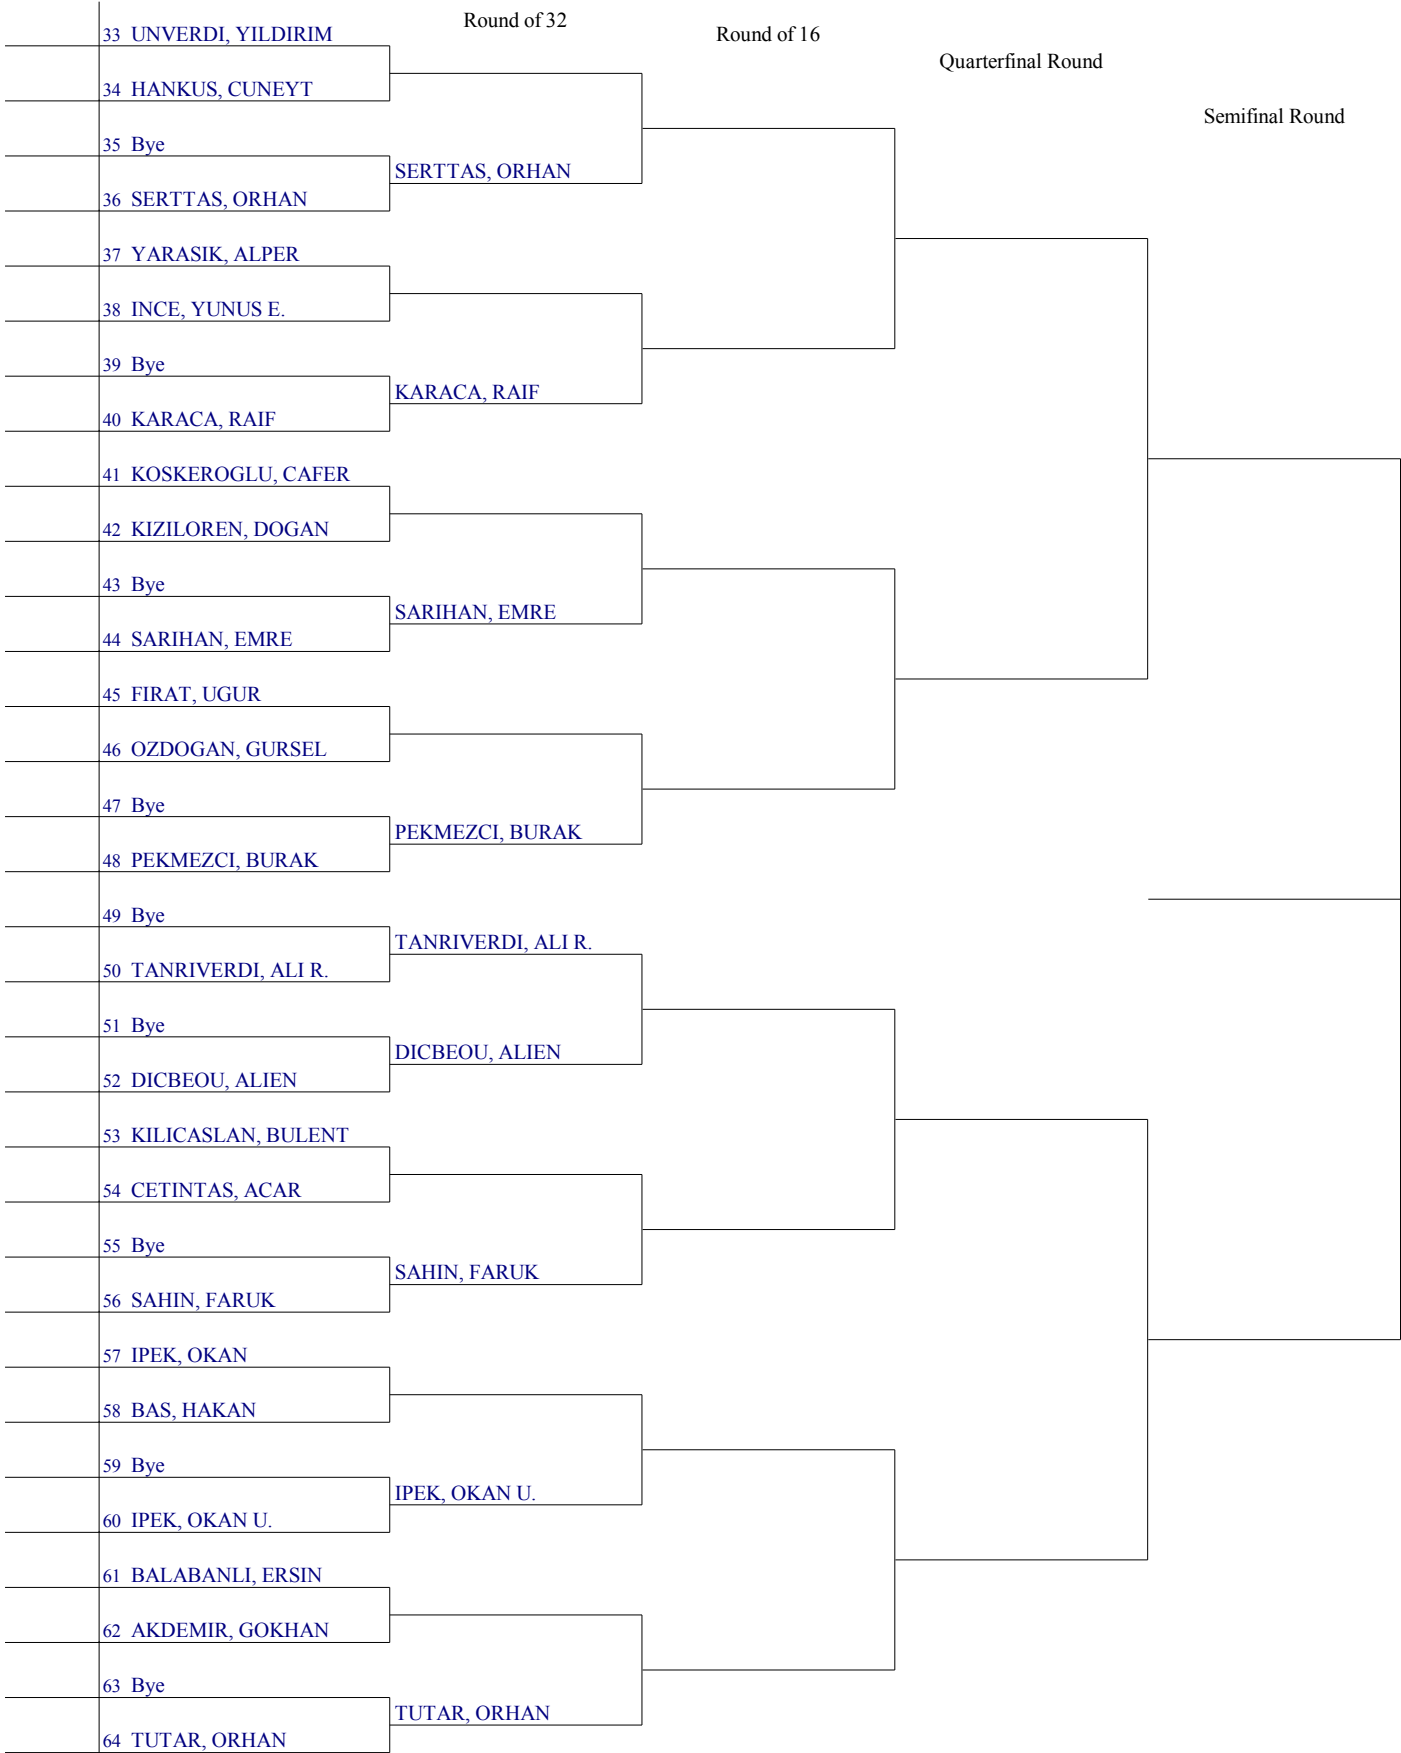 Round of 32
Round of 16
Quarterfinal Round
Semifinal Round
33 UNVERDI, YILDIRIM
34 HANKUS, CUNEYT
35 Bye
SERTTAS, ORHAN
36 SERTTAS, ORHAN
37 YARASIK, ALPER
38 INCE, YUNUS E.
39 Bye
KARACA, RAIF
40 KARACA, RAIF
41 KOSKEROGLU, CAFER
42 KIZILOREN, DOGAN
43 Bye
SARIHAN, EMRE
44 SARIHAN, EMRE
45 FIRAT, UGUR
46 OZDOGAN, GURSEL
47 Bye
PEKMEZCI, BURAK
48 PEKMEZCI, BURAK
49 Bye
TANRIVERDI, ALI R.
50 TANRIVERDI, ALI R.
51 Bye
DICBEOU, ALIEN
52 DICBEOU, ALIEN
53 KILICASLAN, BULENT
54 CETINTAS, ACAR
55 Bye
SAHIN, FARUK
56 SAHIN, FARUK
57 IPEK, OKAN
58 BAS, HAKAN
59 Bye
IPEK, OKAN U.
60 IPEK, OKAN U.
61 BALABANLI, ERSIN
62 AKDEMIR, GOKHAN
63 Bye
TUTAR, ORHAN
64 TUTAR, ORHAN